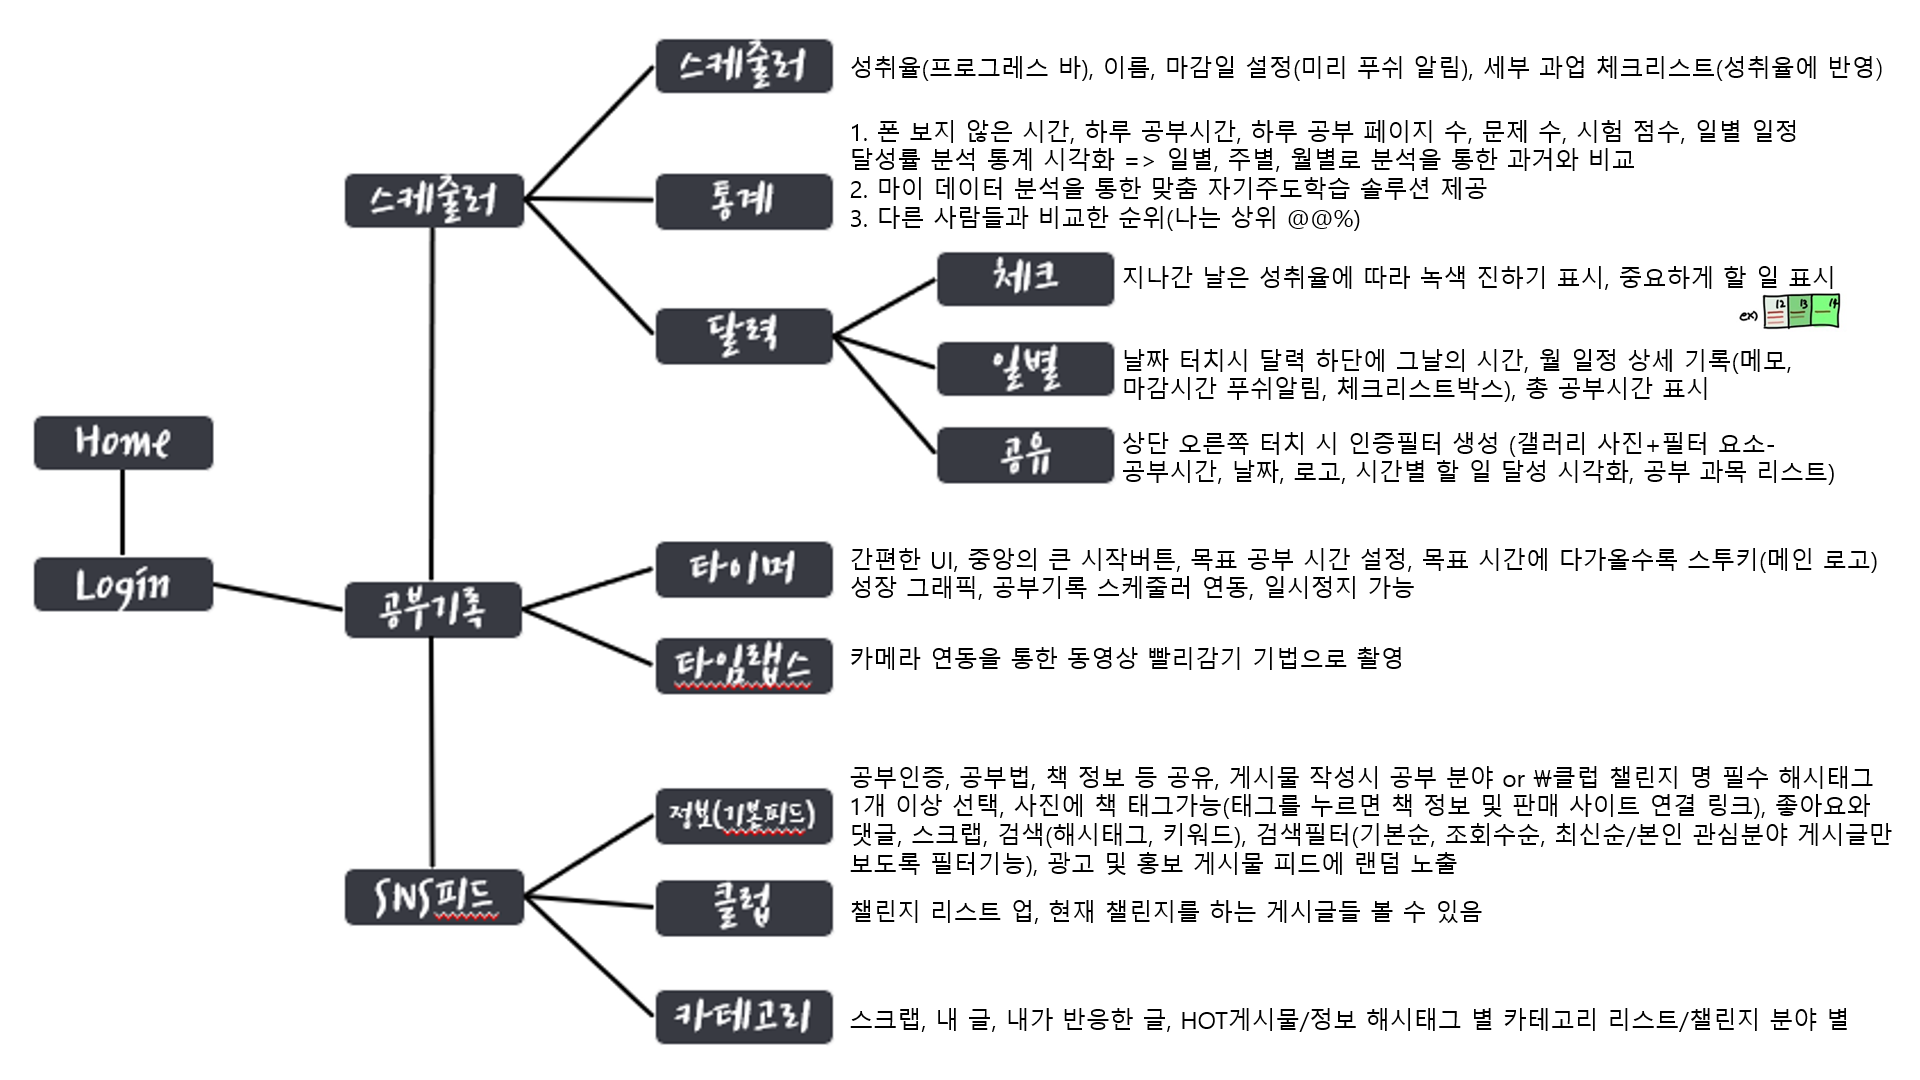 Home
Login
스케줄러
스케줄러
성취율(프로그레스 바), 이름, 마감일 설정(미리 푸쉬 알림), 세부 과업 체크리스트(성취율에 반영)
통계
1. 폰 보지 않은 시간, 하루 공부시간, 하루 공부 페이지 수, 문제 수, 시험 점수, 일별 일정
달성률 분석 통계 시각화 => 일별, 주별, 월별로 분석을 통한 과거와 비교
2. 마이 데이터 분석을 통한 맞춤 자기주도학습 솔루션 제공
3. 다른 사람들과 비교한 순위(나는 상위 @@%)
달력
체크
지나간 날은 성취율에 따라 녹색 진하기 표시, 중요하게 할 일 표시
ex) 12 13 14
일별
날짜 터치시 달력 하단에 그날의 시간, 월 일정 상세 기록(메모,
마감시간 푸쉬알림, 체크리스트박스), 총 공부시간 표시
공유
상단 오른쪽 터치 시 인증필터 생성 (갤러리 사진+필터 요소-
공부시간, 날짜, 로고, 시간별 할 일 달성 시각화, 공부 과목 리스트)
공부기록
타이머
간편한 UI, 중앙의 큰 시작버튼, 목표 공부 시간 설정, 목표 시간에 다가올수록 스투키(메인 로고)
성장 그래픽, 공부기록 스케줄러 연동, 일시정지 가능
타임랩스
카메라 연동을 통한 동영상 빨리감기 기법으로 촬영
SNS피드
정보(기본피드)
공부인증, 공부법, 책 정보 등 공유, 게시물 작성시 공부 분야 or ₩클럽 챌린지 명 필수 해시태그
1개 이상 선택, 사진에 책 태그가능(태그를 누르면 책 정보 및 판매 사이트 연결 링크), 좋아요와
댓글, 스크랩, 검색(해시태그, 키워드), 검색필터(기본순, 조회수순, 최신순/본인 관심분야 게시글만
보도록 필터기능), 광고 및 홍보 게시물 피드에 랜덤 노출
클럽
챌린지 리스트 업, 현재 챌린지를 하는 게시글들 볼 수 있음
카테고리
스크랩, 내 글, 내가 반응한 글, HOT게시물/정보 해시태그 별 카테고리 리스트/챌린지 분야 별